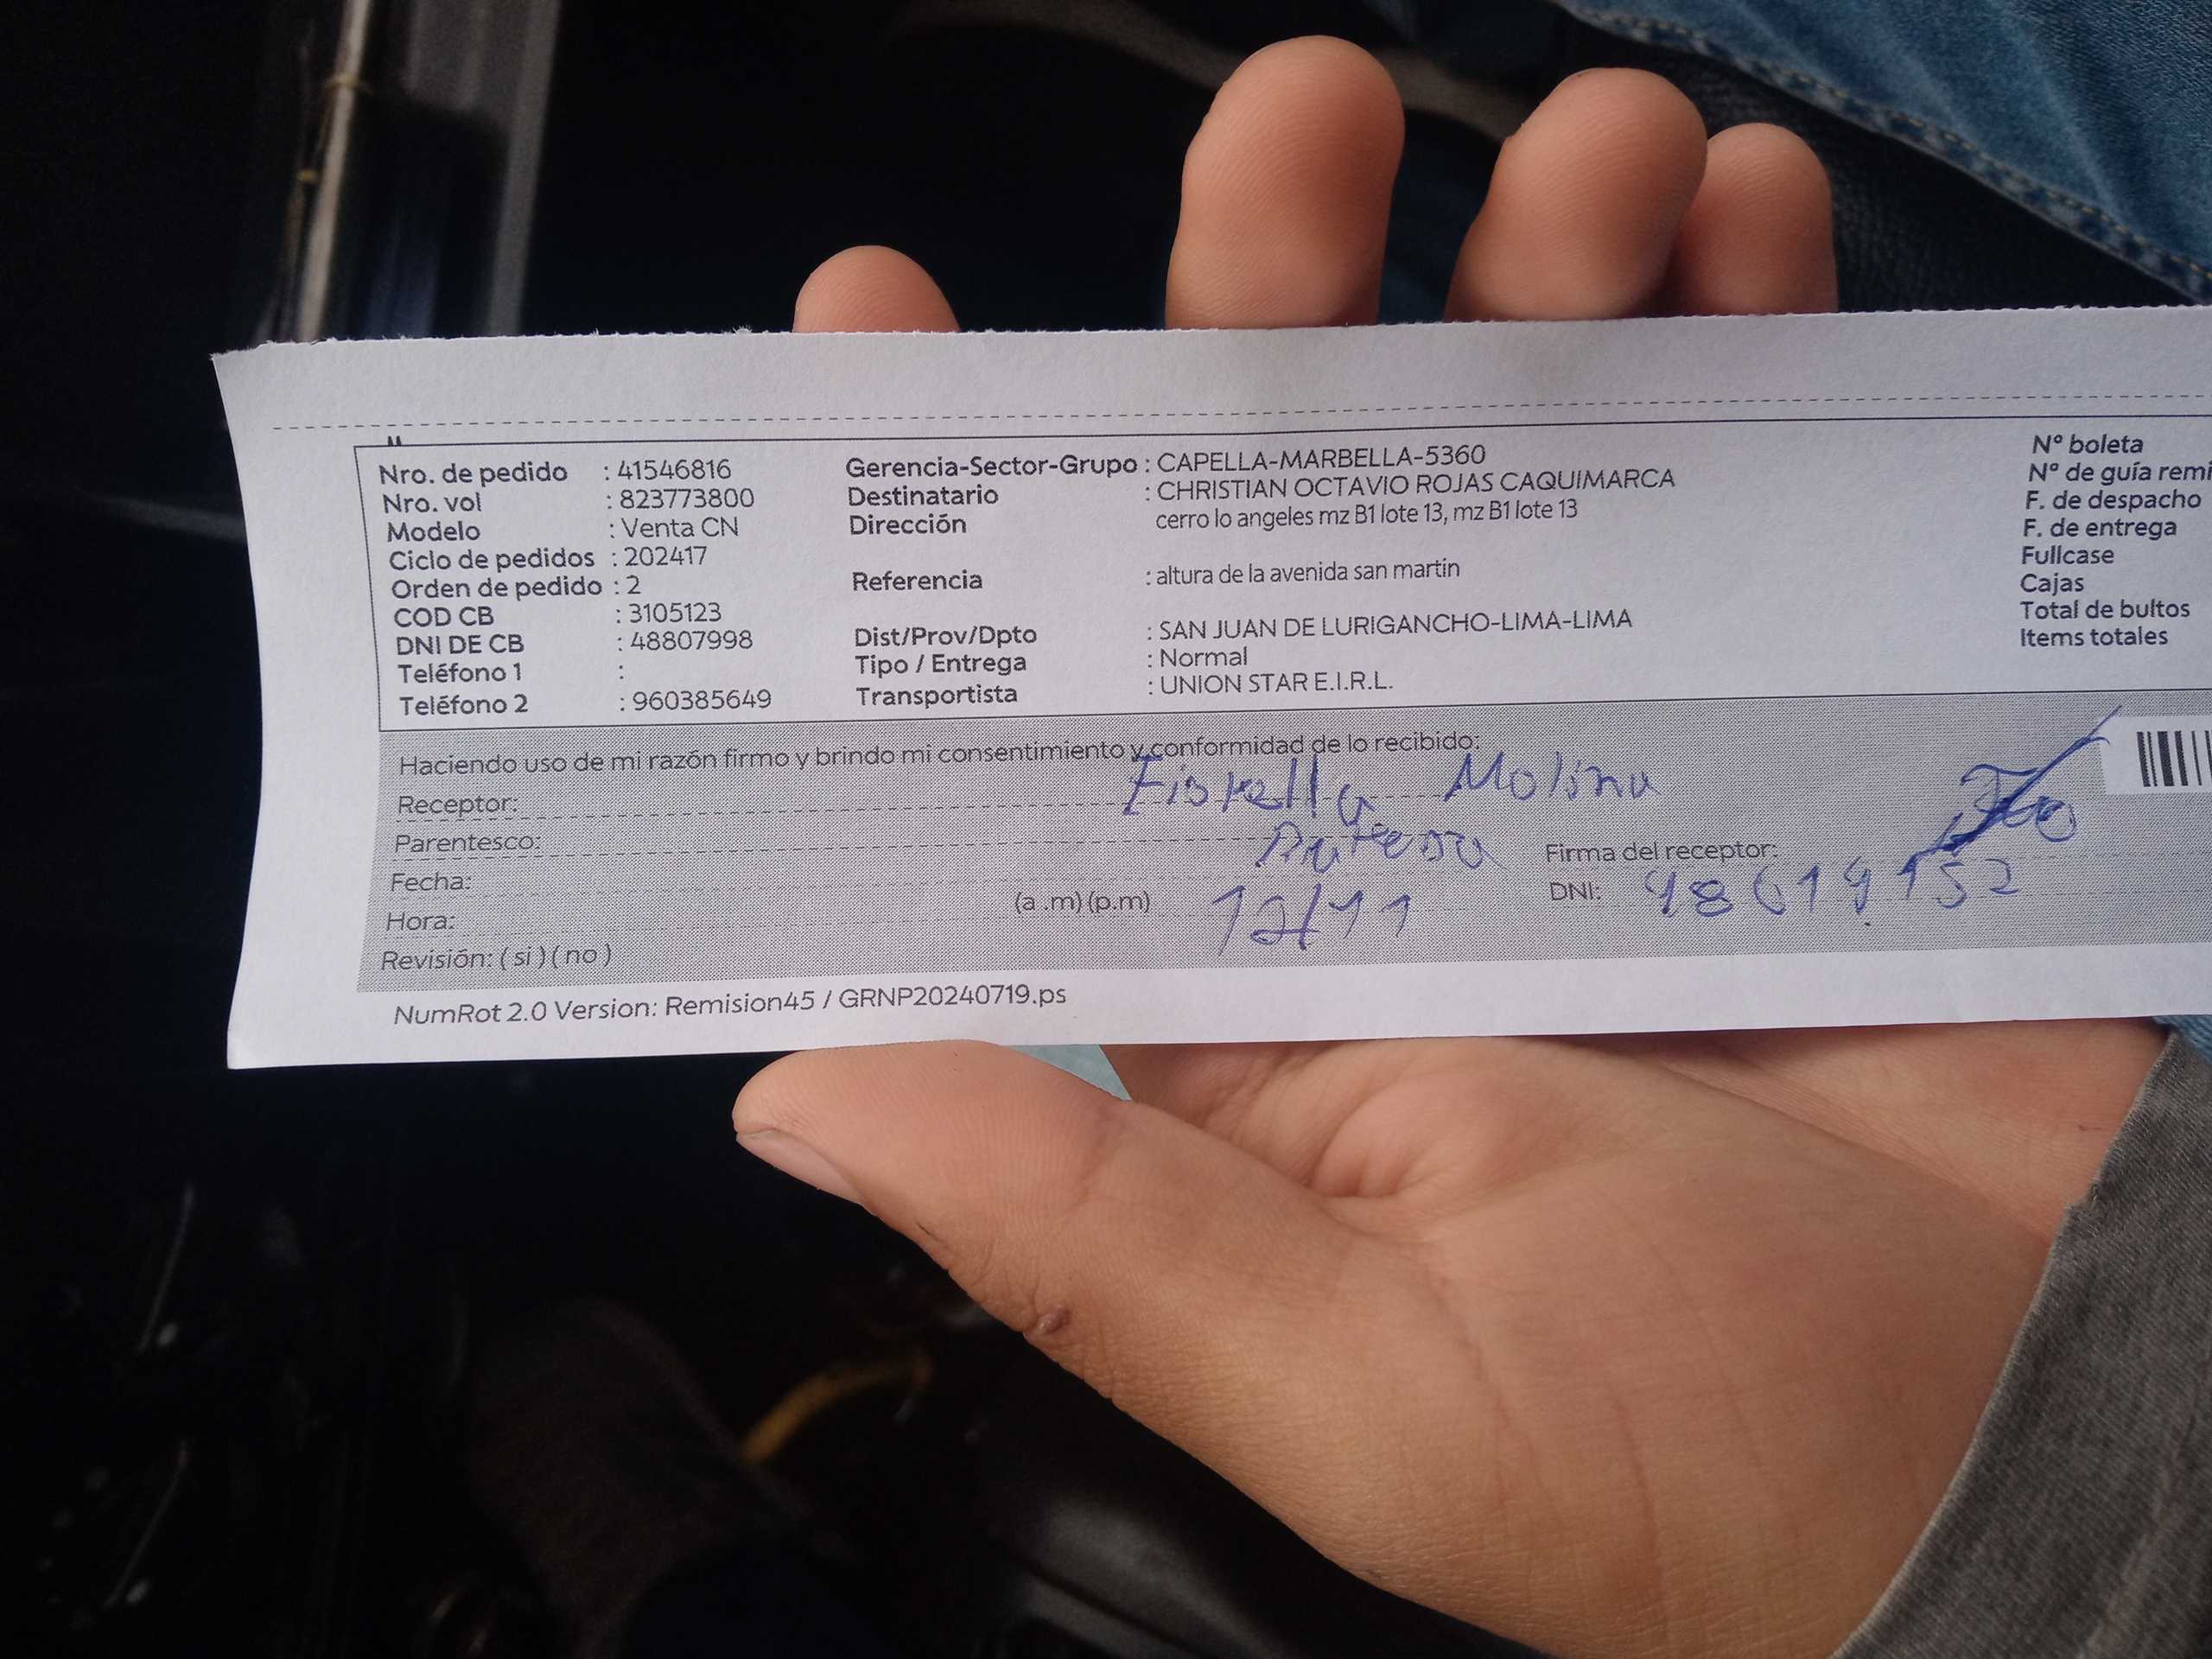 Nro. de pedido : 41546816
Nro. vol : 823773800
Modelo : Venta CN
Ciclo de pedidos : 202417
Orden de pedido : 2
COD CB : 3105123
DNI DE CB : 48807998
Teléfono 1 :
Teléfono 2 : 960385649
Gerencia-Sector-Grupo : CAPELLA-MARBELLA-5360
Destinatario : CHRISTIAN OCTAVIO ROJAS CAQUIMARCA
Dirección cerro lo angeles mz B1 lote 13, mz B1 lote 13
Referencia : altura de la avenida san martin
Dist/Prov/Dpto : SAN JUAN DE LURIGANCHO-LIMA-LIMA
Tipo / Entrega : Normal
Transportista : UNION STAR E.I.R.L.
Nº boleta
Nº de guía remi
F. de despacho
F. de entrega
Fullcase
Cajas
Total de bultos
Items totales
Haciendo uso de mi razón firmo y brindo mi consentimiento y conformidad de lo recibido:
Receptor: Molina
Parentesco:
Fecha:
Hora: (a .m) (p.m) 12/11
Revisión: ( si ) ( no )
Firma del receptor:
DNI:
NumRot 2.0 Version: Remision45 / GRNP20240719.ps